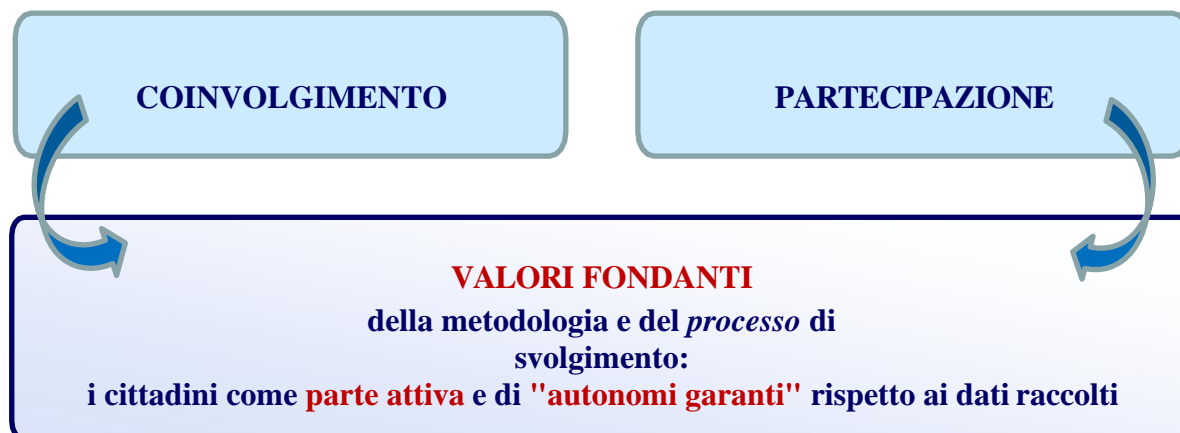 COINVOLGIMENTO
PARTECIPAZIONE
VALORI FONDANTI
della metodologia e del processo di
svolgimento:
i cittadini come parte attiva e di "autonomi garanti" rispetto ai dati raccolti